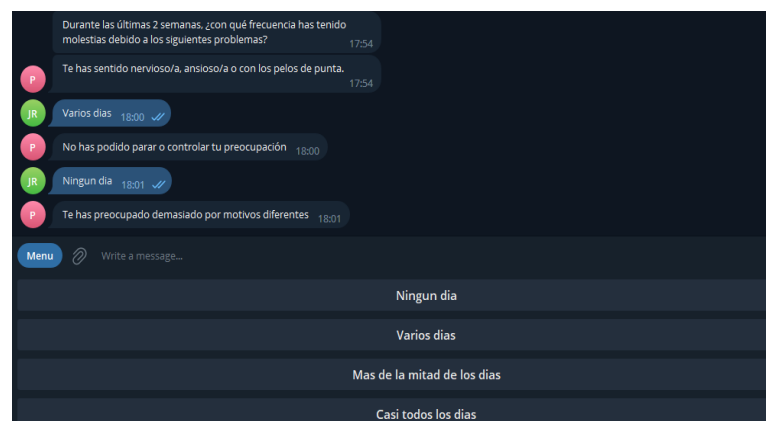 Durante las últimas 2 semanas, ¿con qué frecuencia has tenido
molestias debido a los siguientes problemas?
17:54
Te has sentido nervioso/a, ansioso/a o con los pelos de punta.
17:54
P
JR
Varios dias 18:00
P
No has podido parar o controlar tu preocupación 18:00
JR
Ningun dia 18:01
P
Te has preocupado demasiado por motivos diferentes 18:01
Menu
Write a message...
Ningun dia
Varios dias
Mas de la mitad de los dias
Casi todos los dias